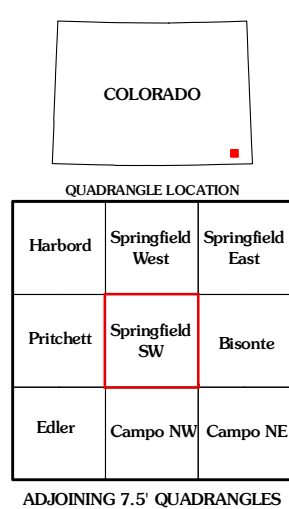 COLORADO
QUADRANGLE LOCATION
Harbord
Springfield
West
Springfield
East
Pritchett
Springfield
SW
Bisonte
Edler
Campo NW
Campo NE
ADJOINING 7.5' QUADRANGLES